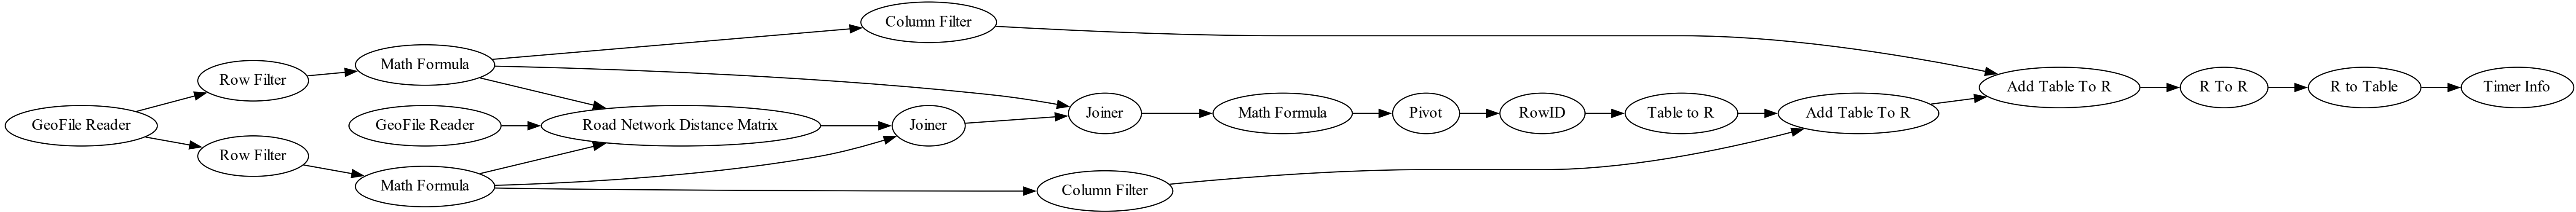 GeoFile Reader
Row Filter
Row Filter
Math Formula
GeoFile Reader
Math Formula
Road Network Distance Matrix
Column Filter
Joiner
Joiner
Column Filter
Math Formula
Pivot
RowID
Table to R
Add Table To R
Add Table To R
R To R
R to Table
Timer Info